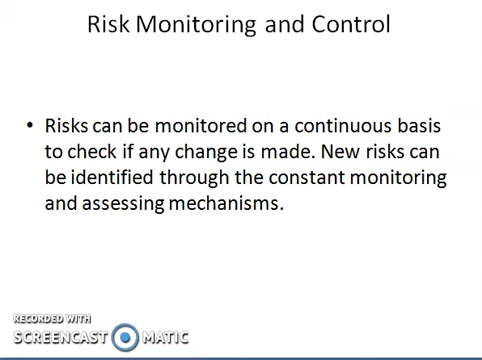 Risk Monitoring and Control
• Risks can be monitored on a continuous basis
to check if any change is made. New risks can
be identified through the constant monitoring
and assessing mechanisms.
RECORDED WITH
SCREENCAST MATIC